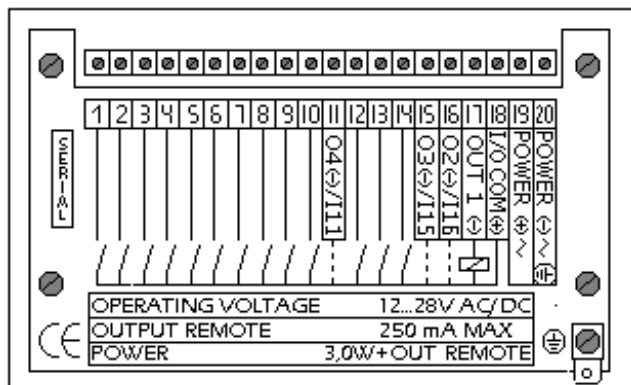 1 2 3 4 5 6 7 8 9 10 11 12 13 14 15 16 17 18 19 20
SERIAL
O4(-)/I11
O3(-)/I15
O2(-)/I16
OUT 1 (-)
I/O COM (+)
POWER (+) ~
POWER (-) ~
OPERATING VOLTAGE 12...28V AC/DC
OUTPUT REMOTE 250 mA MAX
POWER 3,0W+OUT REMOTE
CE